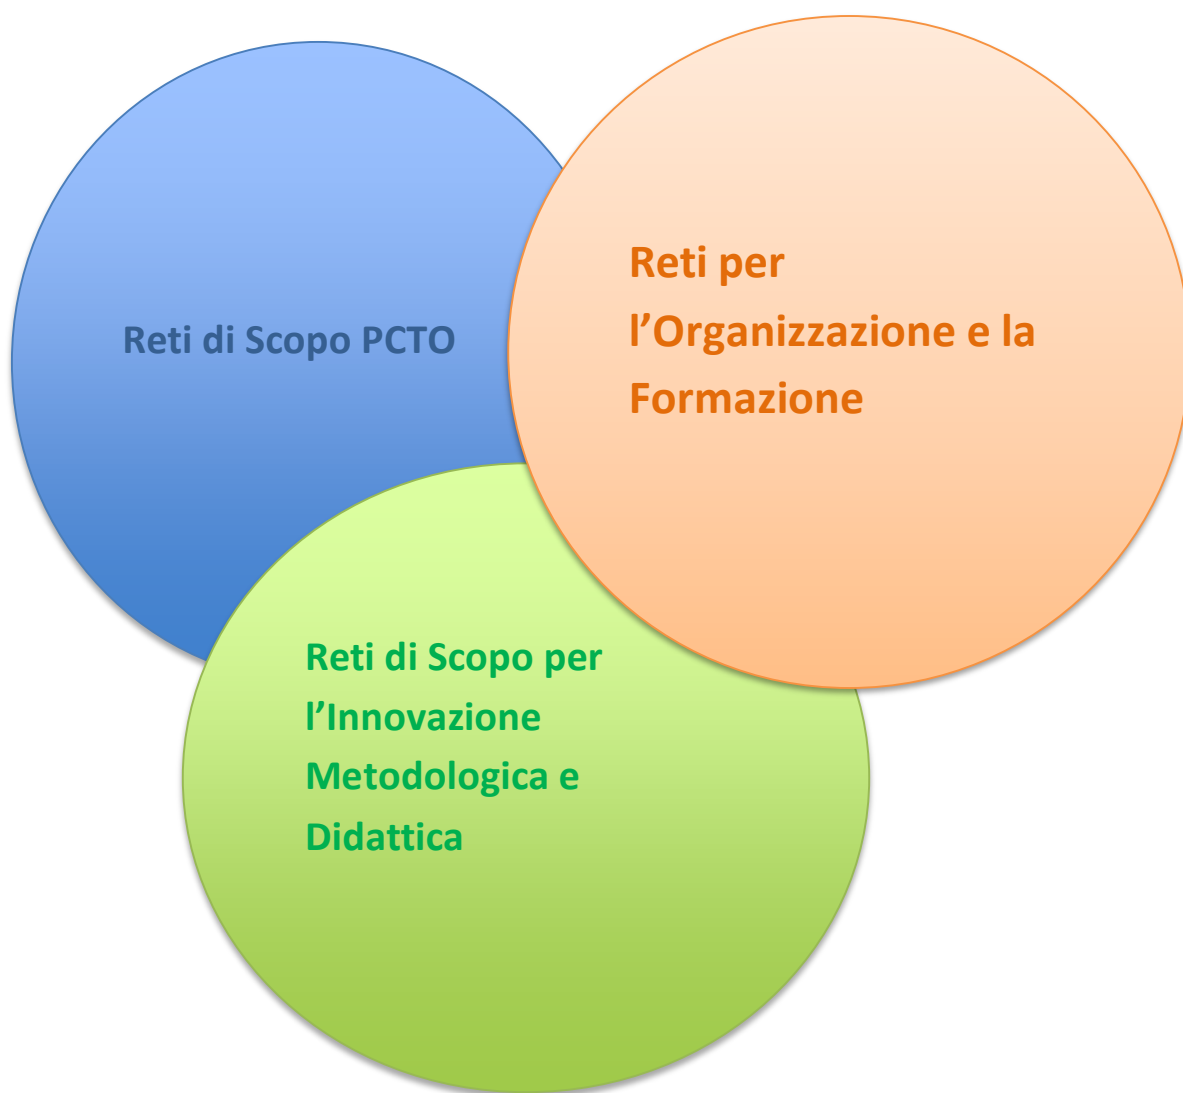 Reti di Scopo PCTO
Reti per
l’Organizzazione e la
Formazione
Reti di Scopo per
l’Innovazione
Metodologica e
Didattica